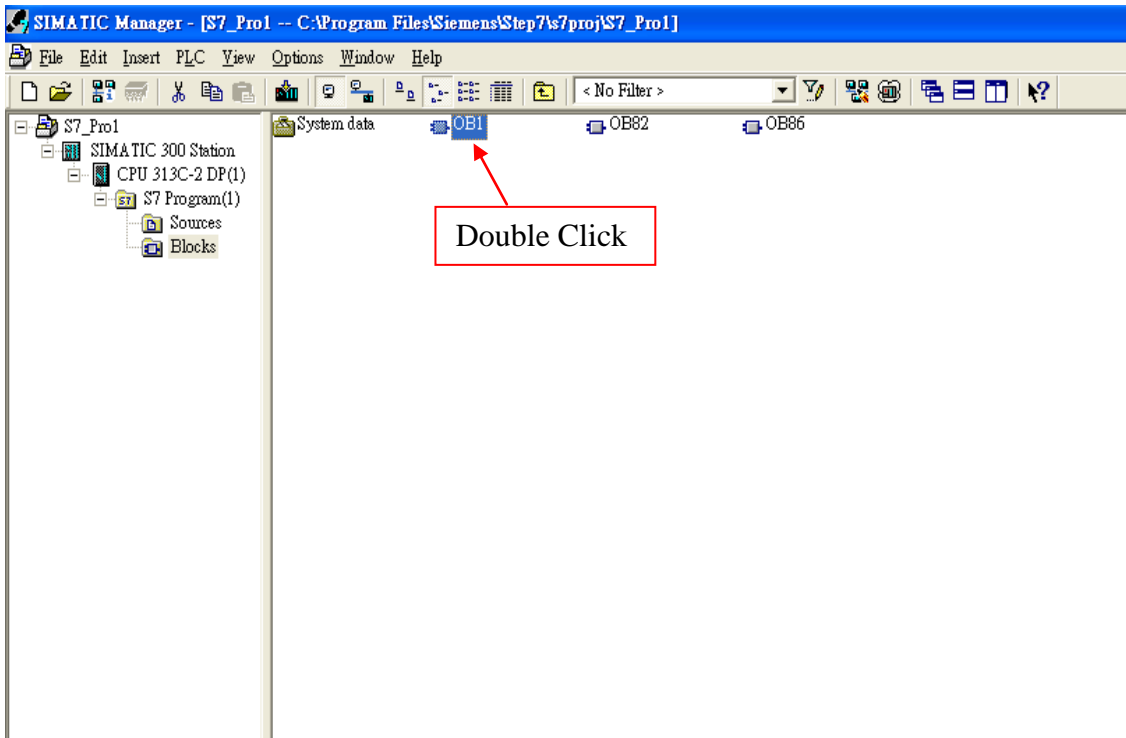 SIMATIC Manager - [S7_Pro1 -- C:\Program Files\Siemens\Step7\s7proj\S7_Pro1]
File Edit Insert PLC View Options Window Help
< No Filter >
S7_Pro1
SIMATIC 300 Station
CPU 313C-2 DP(1)
S7 Program(1)
Sources
Blocks
System data OB1 OB82 OB86
Double Click